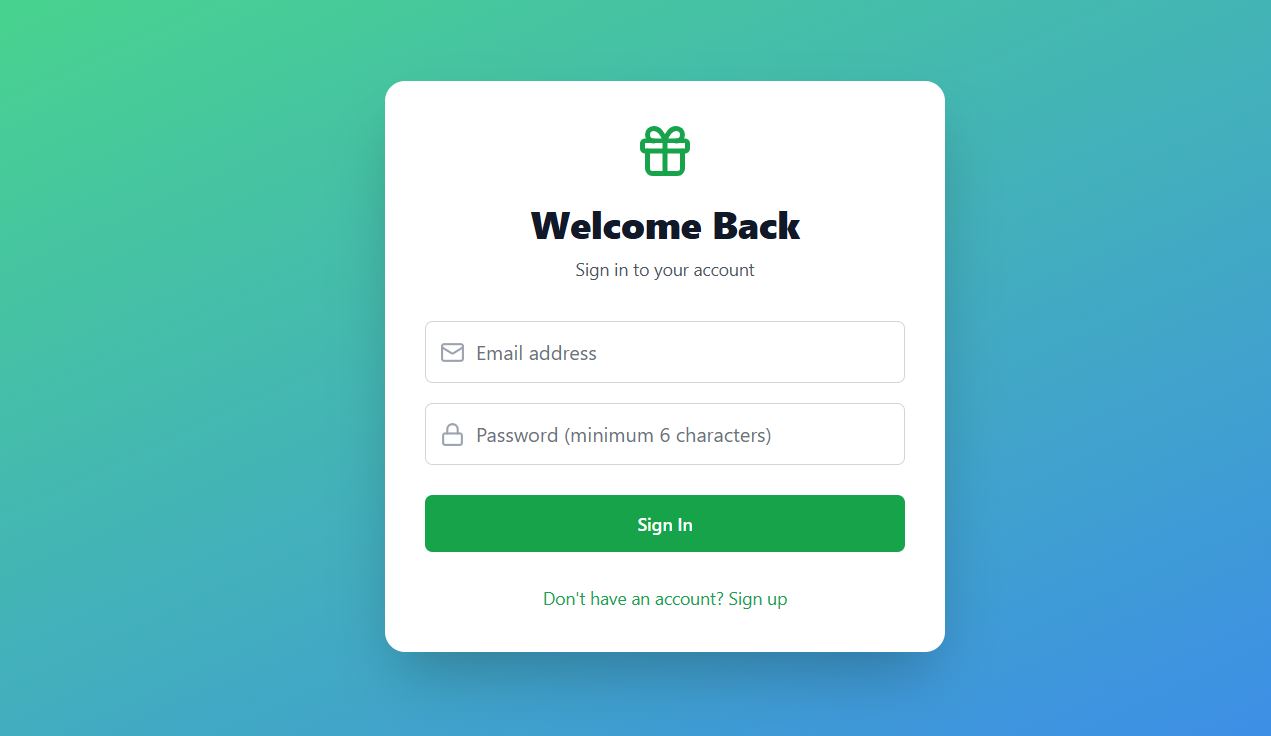 Welcome Back
Sign in to your account
Email address
Password (minimum 6 characters)
Sign In
Don't have an account? Sign up